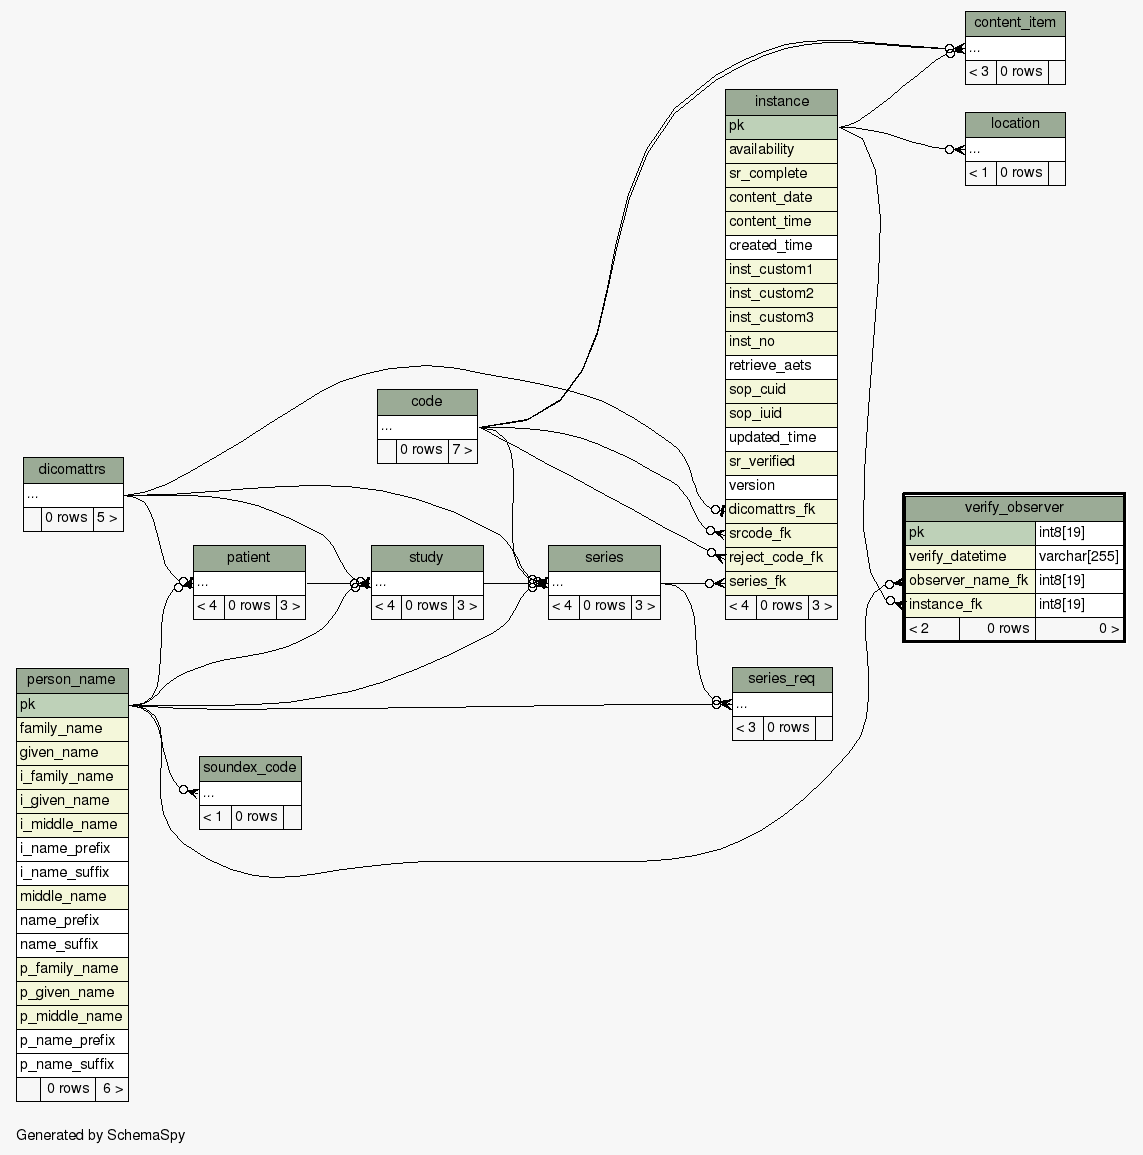 content_item
...
< 3 0 rows
instance
pk
availability
sr_complete
content_date
content_time
created_time
inst_custom1
inst_custom2
inst_custom3
inst_no
retrieve_aets
sop_cuid
sop_iuid
updated_time
sr_verified
version
dicomattrs_fk
srcode_fk
reject_code_fk
series_fk
< 4 0 rows 3 >
location
...
< 1 0 rows
code
...
0 rows 7 >
dicomattrs
...
0 rows 5 >
verify_observer
pk int8[19]
verify_datetime varchar[255]
observer_name_fk int8[19]
instance_fk int8[19]
< 2 0 rows 0 >
patient
...
< 4 0 rows 3 >
study
...
< 4 0 rows 3 >
series
...
< 4 0 rows 3 >
person_name
pk
family_name
given_name
i_family_name
i_given_name
i_middle_name
i_name_prefix
i_name_suffix
middle_name
name_prefix
name_suffix
p_family_name
p_given_name
p_middle_name
p_name_prefix
p_name_suffix
0 rows 6 >
series_req
...
< 3 0 rows
soundex_code
...
< 1 0 rows
Generated by SchemaSpy